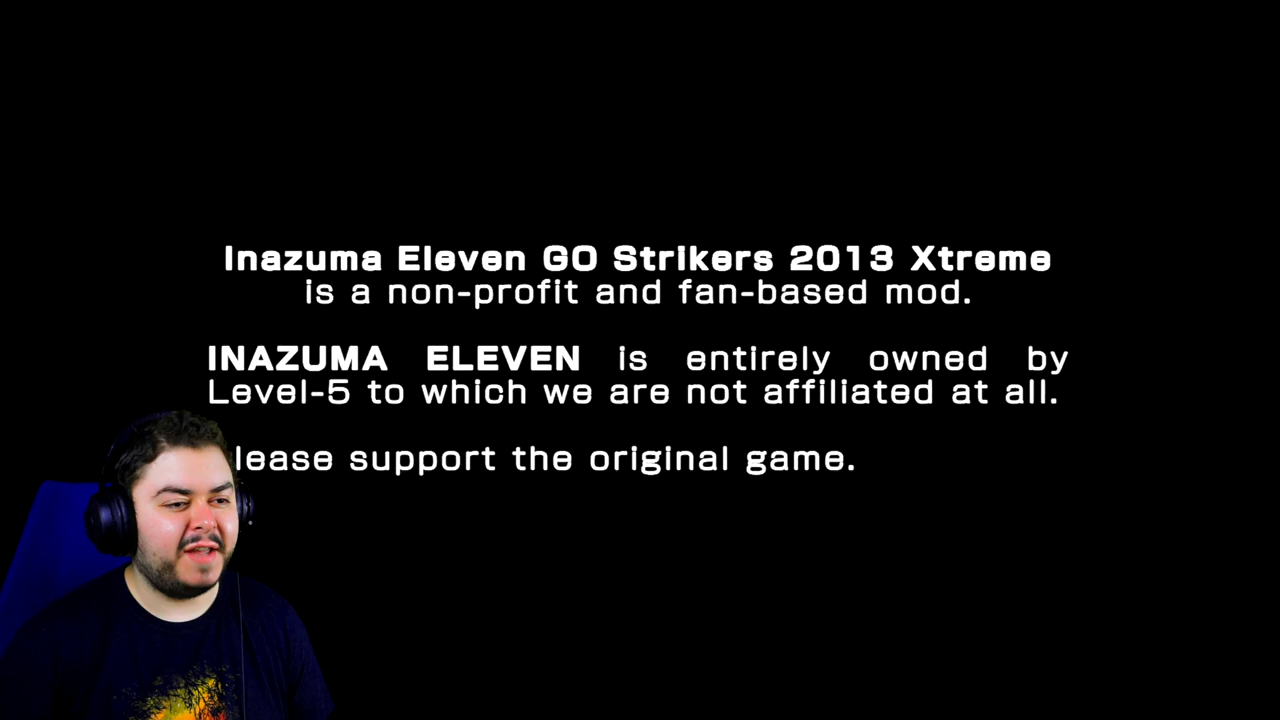 Inazuma Eleven GO Strikers 2013 Xtreme
is a non-profit and fan-based mod.
INAZUMA ELEVEN is entirely owned by
Level-5 to which we are not affiliated at all.
lease support the original game.